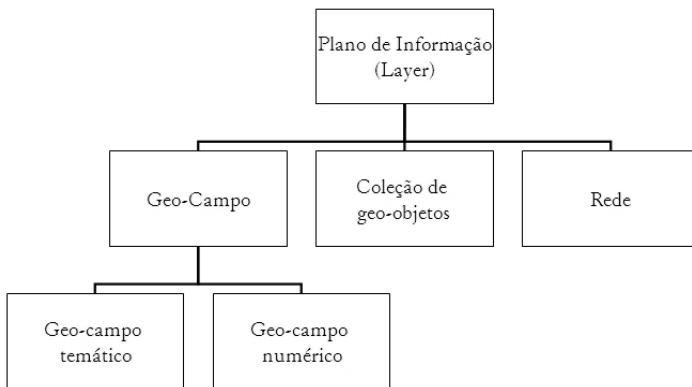 Plano de Informação
(Layer)
Geo-Campo
Coleção de
geo-objetos
Rede
Geo-campo
temático
Geo-campo
numérico